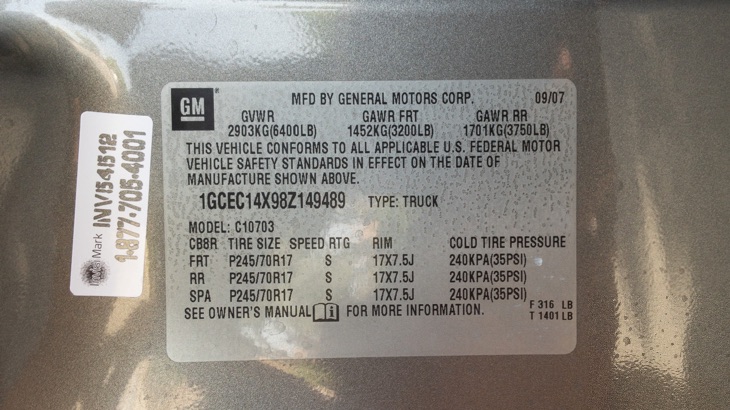 GM
MFD BY GENERAL MOTORS CORP. 09/07
GVWR GAWR FRT GAWR RR
2903KG(6400LB) 1452KG(3200LB) 1701KG(3750LB)
THIS VEHICLE CONFORMS TO ALL APPLICABLE U.S. FEDERAL MOTOR
VEHICLE SAFETY STANDARDS IN EFFECT ON THE DATE OF
MANUFACTURE SHOWN ABOVE.
1GCEC14X98Z149489 TYPE: TRUCK
MODEL: C10703
CB8R TIRE SIZE SPEED RTG RIM COLD TIRE PRESSURE
FRT P245/70R17 S 17X7.5J 240KPA(35PSI)
RR P245/70R17 S 17X7.5J 240KPA(35PSI)
SPA P245/70R17 S 17X7.5J 240KPA(35PSI)
SEE OWNER'S MANUAL FOR MORE INFORMATION.
F 316 LB
T 1401 LB
Mark INV1541512
1-877-705-4001